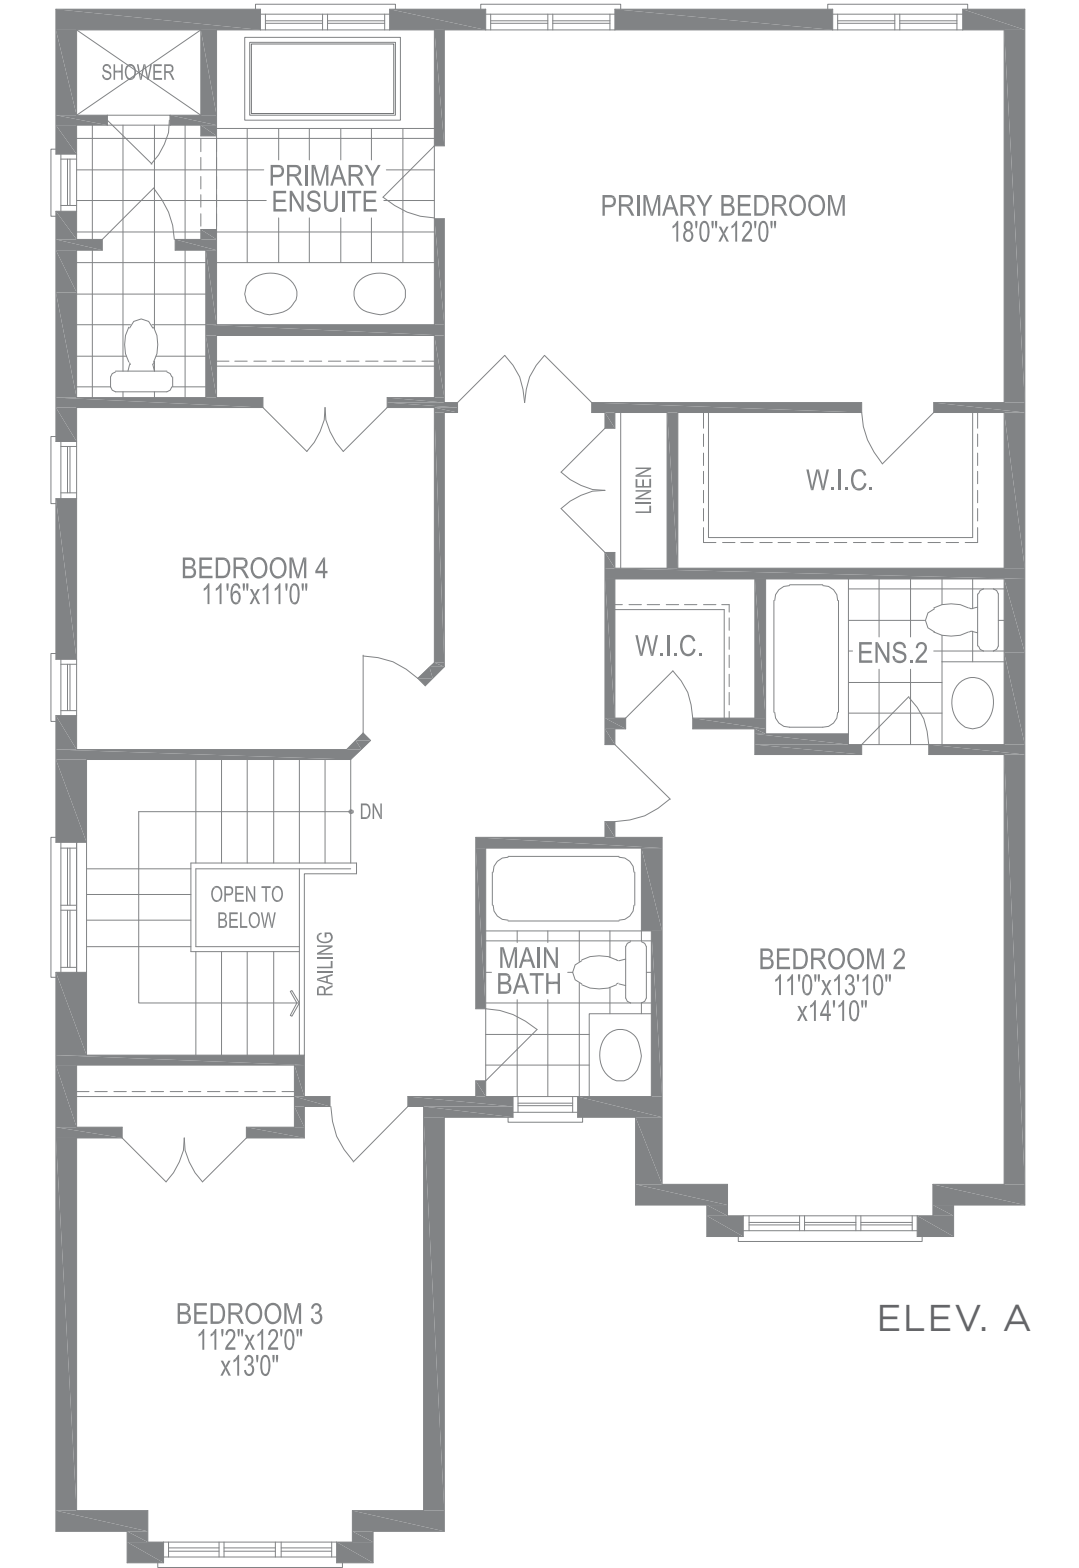 SHOWER
PRIMARY
ENSUITE
PRIMARY BEDROOM
18'0"x12'0"
W.I.C.
LINEN
BEDROOM 4
11'6"x11'0"
W.I.C.
ENS.2
DN
OPEN TO
BELOW
RAILING
MAIN
BATH
BEDROOM 2
11'0"x13'10"
x14'10"
BEDROOM 3
11'2"x12'0"
x13'0"
ELEV. A